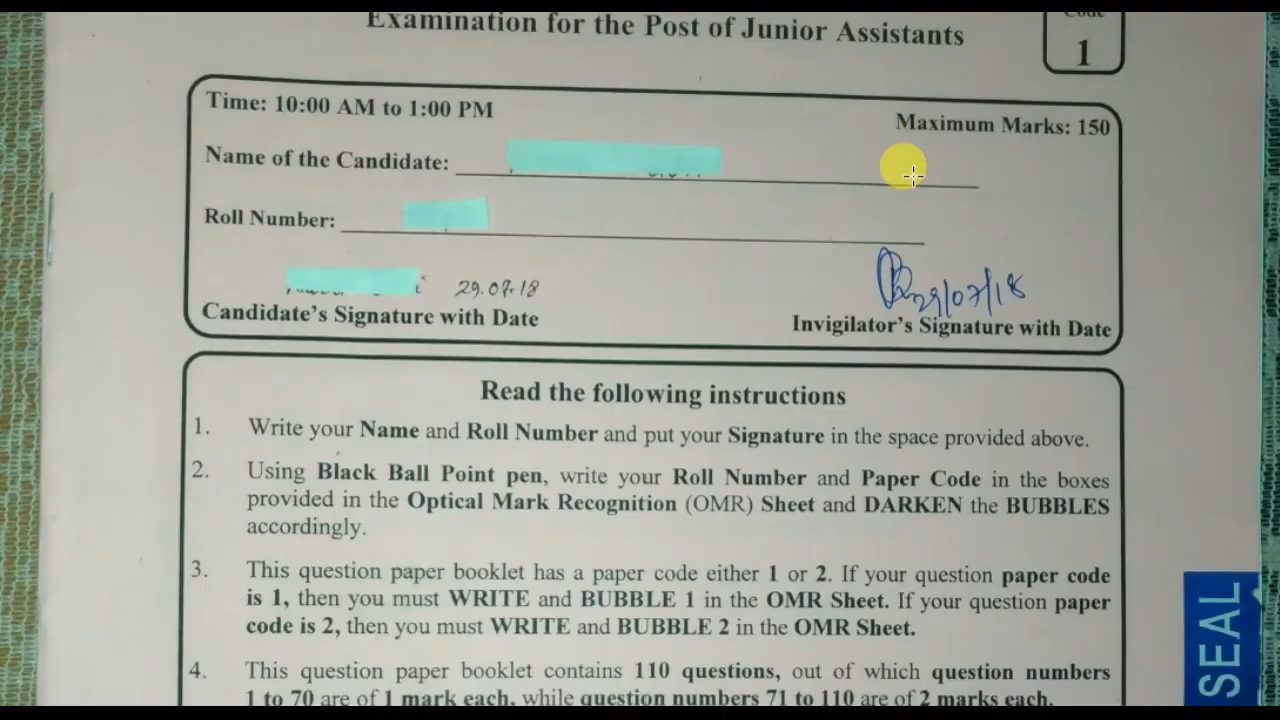 Examination for the Post of Junior Assistants
Code
1
Time: 10:00 AM to 1:00 PM
Maximum Marks: 150
Name of the Candidate:
Roll Number:
29.07.18
29/07/18
Candidate's Signature with Date
Invigilator's Signature with Date
Read the following instructions
1. Write your Name and Roll Number and put your Signature in the space provided above.
2. Using Black Ball Point pen, write your Roll Number and Paper Code in the boxes
provided in the Optical Mark Recognition (OMR) Sheet and DARKEN the BUBBLES
accordingly.
3. This question paper booklet has a paper code either 1 or 2. If your question paper code
is 1, then you must WRITE and BUBBLE 1 in the OMR Sheet. If your question paper
code is 2, then you must WRITE and BUBBLE 2 in the OMR Sheet.
4. This question paper booklet contains 110 questions, out of which question numbers
1 to 70 are of 1 mark each, while question numbers 71 to 110 are of 2 marks each.
SEAL